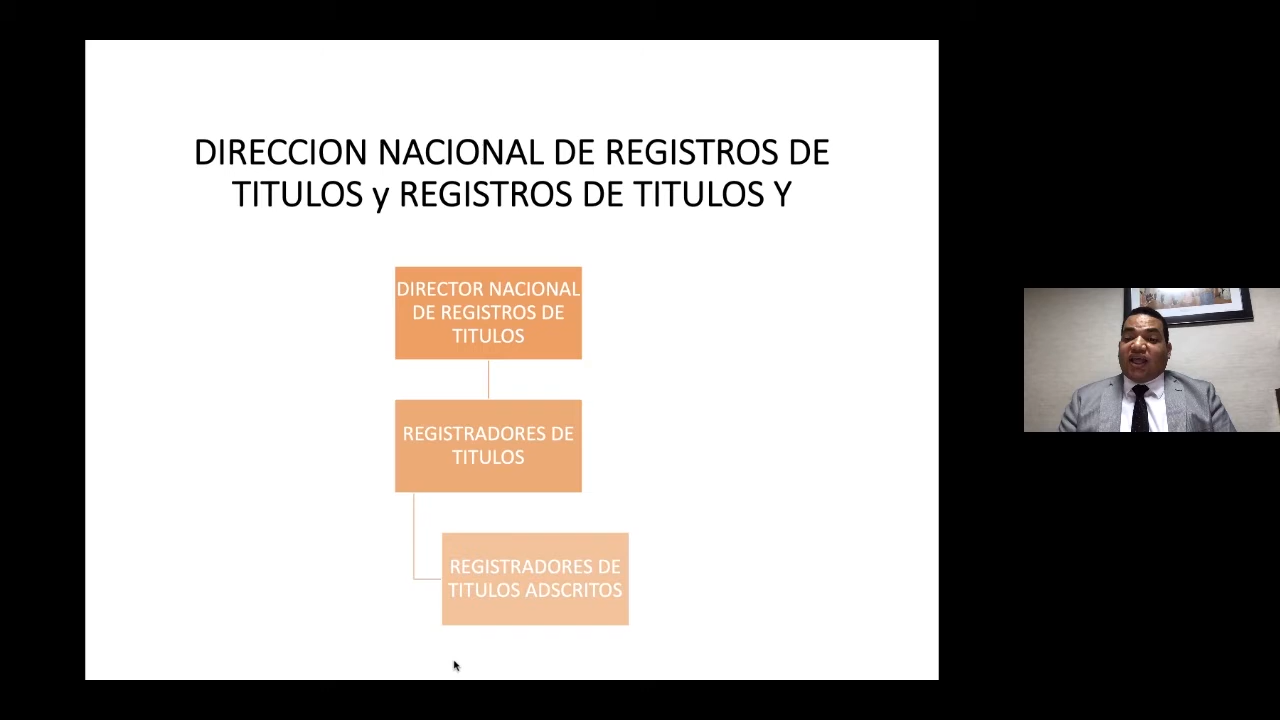 DIRECCION NACIONAL DE REGISTROS DE
TITULOS y REGISTROS DE TITULOS Y
DIRECTOR NACIONAL
DE REGISTROS DE
TITULOS
REGISTRADORES DE
TITULOS
REGISTRADORES DE
TITULOS ADSCRITOS